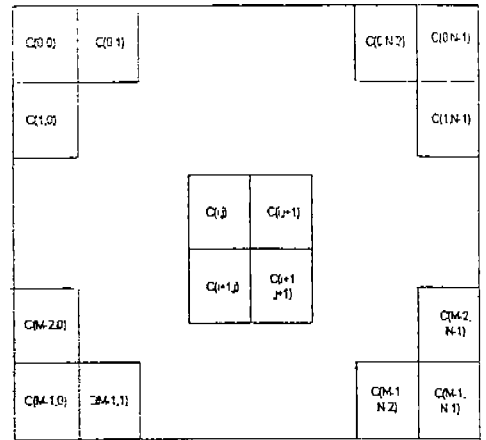 C(0,0) C(0,1) C(0,N-2) C(0,N-1)
C(1,0) C(1,N-1)
C(i,j) C(i,j+1)
C(i+1,j) C(i+1
,j+1)
C(M-2,0) C(M-2,
N-1)
C(M-1,0) C(M-1,1) C(M-1
N-2) C(M-1,
N-1)